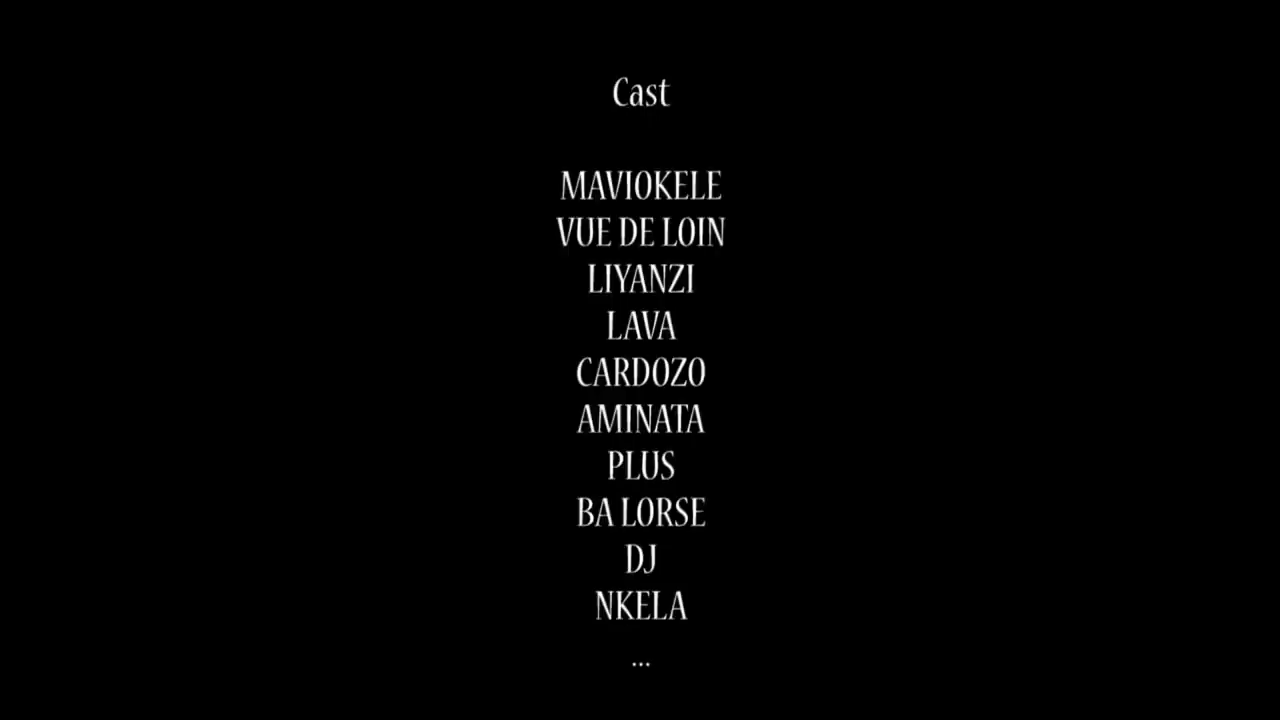 Cast
MAVIOKELE
VUE DE LOIN
LIYANZI
LAVA
CARDOZO
AMINATA
PLUS
BA LORSE
DJ
NKELA
...